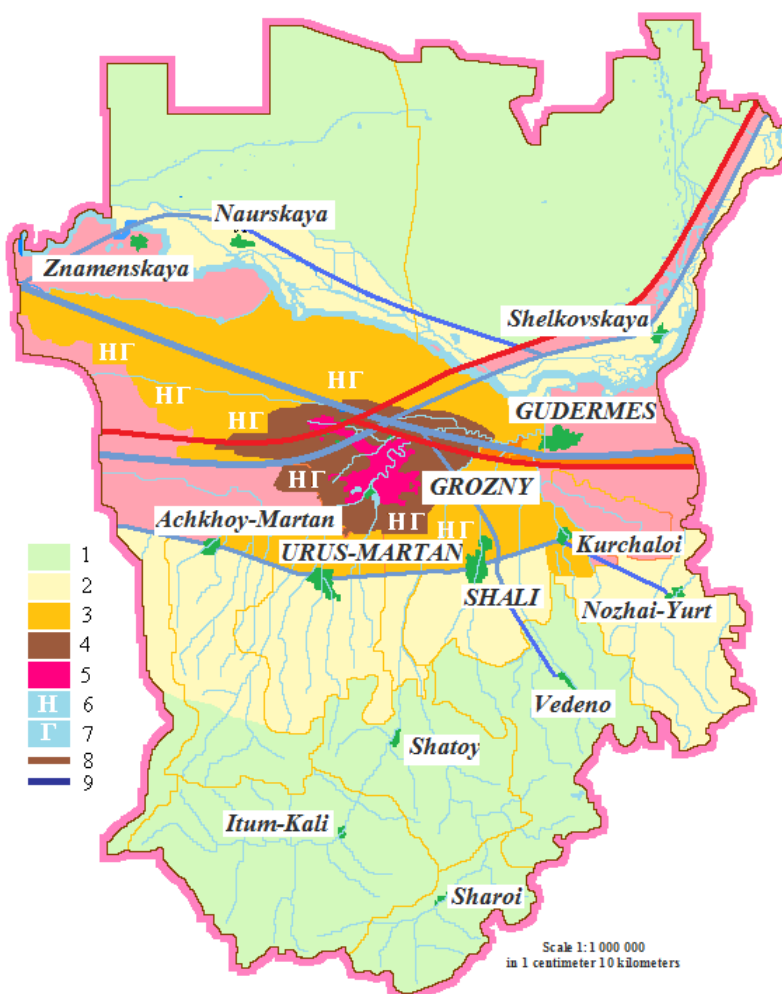 Naurskaya
Znamenskaya
Shelkovskaya
НГ
НГ
НГ
НГ
GUDERMES
GROZNY
НГ
Achkhoy-Martan
НГ
НГ
URUS-MARTAN
Kurchaloi
SHALI
Nozhai-Yurt
Vedeno
Shatoy
Itum-Kali
Sharoi
1
2
3
4
5
Н 6
Г 7
8
9
Scale 1:1 000 000
in 1 centimeter 10 kilometers